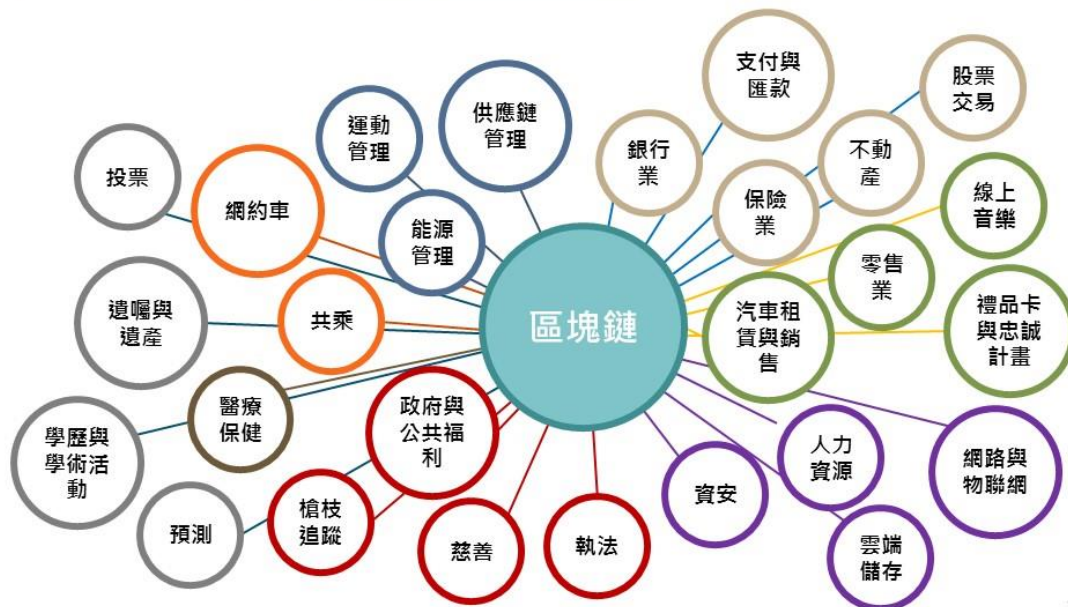 支付與
匯款
股票
交易
供應鏈
管理
運動
管理
銀行
業
不動
產
投票
網約車
保險
業
線上
音樂
能源
管理
零售
業
遺囑與
遺產
共乘
區塊鏈
汽車租
賃與銷
售
禮品卡
與忠誠
計畫
醫療
保健
政府與
公共福
利
學歷與
學術活
動
人力
資源
網路與
物聯網
資安
預測
槍枝
追蹤
慈善
執法
雲端
儲存